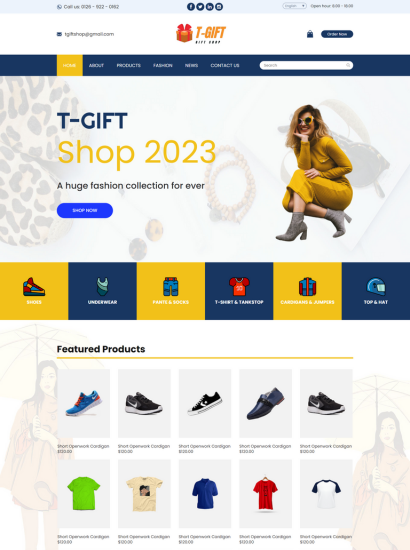 Call us: 0126 - 922 - 0162
English
Open hour: 9.03 - 18.00
tgiftshop@gmail.com
T-GIFT
GIFT SHOP
Order Now
HOME
ABOUT
PRODUCTS
FASHION
NEWS
CONTACT US
Search
T-GIFT
Shop 2023
A huge fashion collection for ever
SHOP NOW
SHOES
UNDERWEAR
PANTS & SOCKS
T-SHIRT & TANKSTOP
CARDIGANS & JUMPERS
TOP & HAT
Featured Products
Short Openwork Cardigan
$120.00
Short Openwork Cardigan
$120.00
Short Openwork Cardigan
$120.00
Short Openwork Cardigan
$120.00
Short Openwork Cardigan
$120.00
Short Openwork Cardigan
$120.00
Short Openwork Cardigan
$120.00
Short Openwork Cardigan
$120.00
Short Openwork Cardigan
$120.00
Short Openwork Cardigan
$120.00